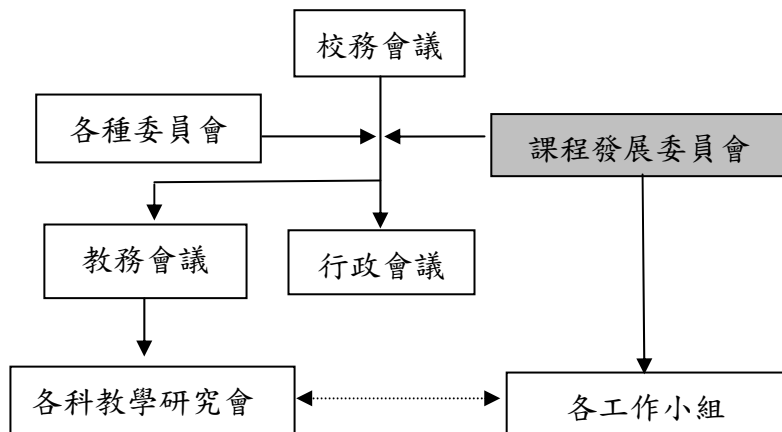 校務會議
各種委員會
課程發展委員會
教務會議
行政會議
各科教學研究會
各工作小組